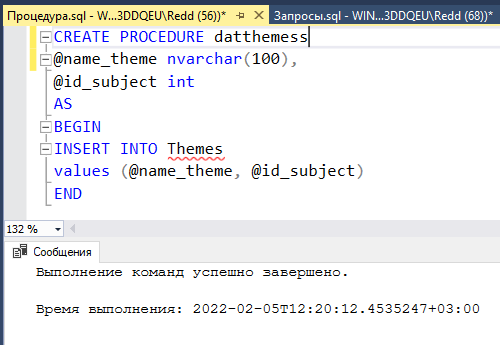 Процедура.sql - W...3DDQEU\Redd (56))* Запросы.sql - WIN...3DDQEU\Redd (68))*
CREATE PROCEDURE datthemess
@name_theme nvarchar(100),
@id_subject int
AS
BEGIN
INSERT INTO Themes
values (@name_theme, @id_subject)
END
132 %
Сообщения
Выполнение команд успешно завершено.
Время выполнения: 2022-02-05T12:20:12.4535247+03:00